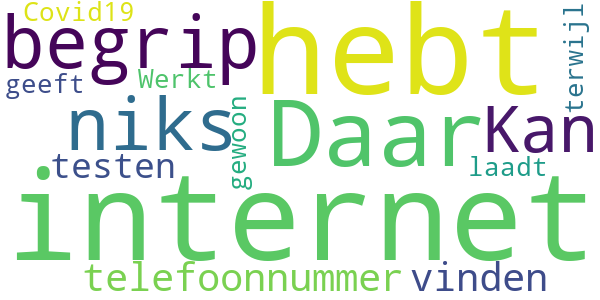 Covid19
begrip
hebt
terwijl
geeft
Werkt
niks
gewoon
Daar
Kan
testen
laadt
internet
telefoonnummer
vinden